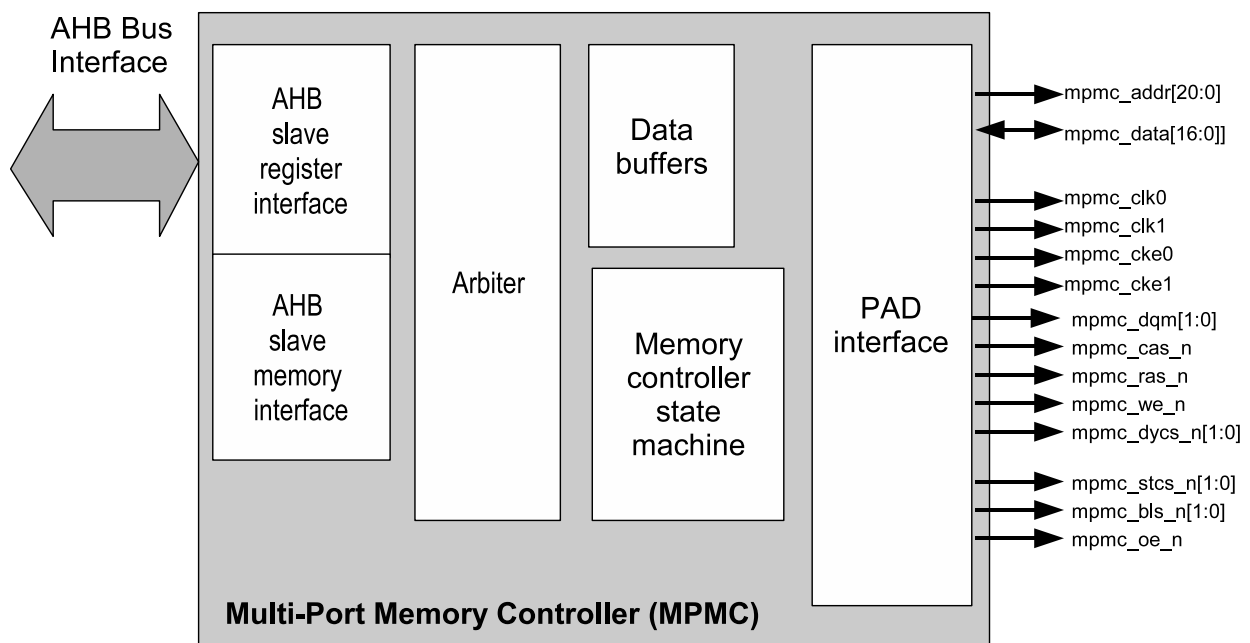 AHB Bus
Interface
AHB
slave
register
interface
AHB
slave
memory
interface
Arbiter
Data
buffers
Memory
controller
state
machine
PAD
interface
mpmc_addr[20:0]
mpmc_data[16:0]]
mpmc_clk0
mpmc_clk1
mpmc_cke0
mpmc_cke1
mpmc_dqm[1:0]
mpmc_cas_n
mpmc_ras_n
mpmc_we_n
mpmc_dycs_n[1:0]
mpmc_stcs_n[1:0]
mpmc_bls_n[1:0]
mpmc_oe_n
Multi-Port Memory Controller (MPMC)